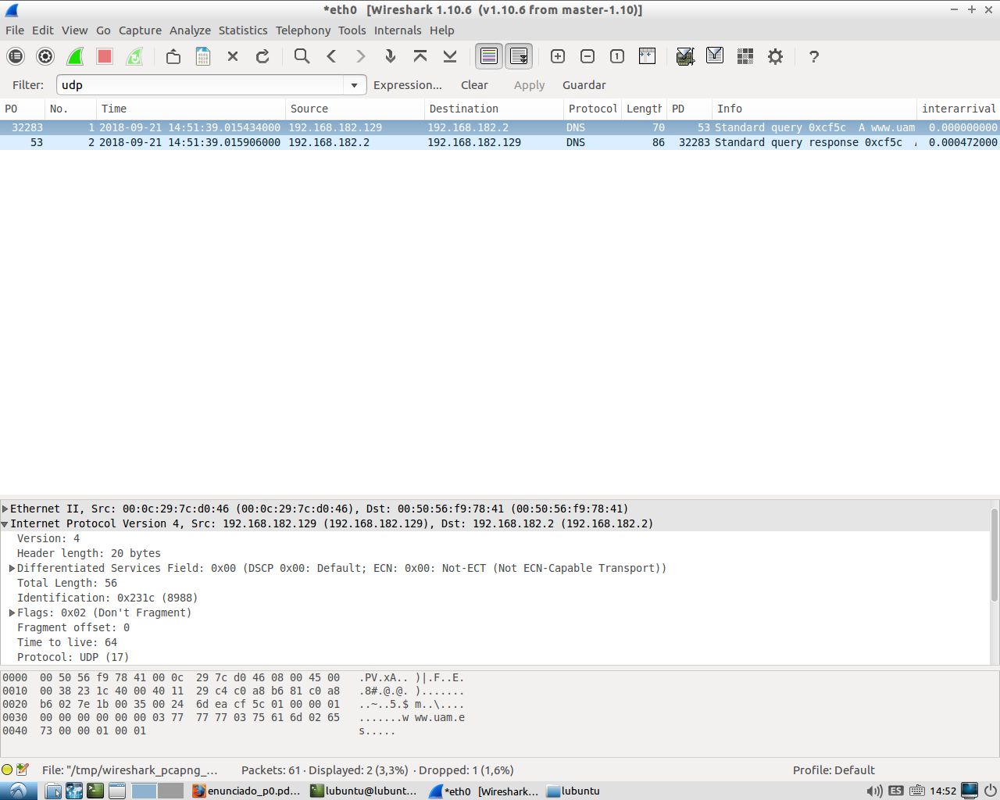 *eth0 [Wireshark 1.10.6 (v1.10.6 from master-1.10)]
File Edit View Go Capture Analyze Statistics Telephony Tools Internals Help
Filter: udp Expression... Clear Apply Guardar
PO No. Time Source Destination Protocol Length PD Info interarrival
32283 1 2018-09-21 14:51:39.015434000 192.168.182.129 192.168.182.2 DNS 70 53 Standard query 0xcf5c A www.uam 0.000000000
53 2 2018-09-21 14:51:39.015906000 192.168.182.2 192.168.182.129 DNS 86 32283 Standard query response 0xcf5c 0.000472000
Ethernet II, Src: 00:0c:29:7c:d0:46 (00:0c:29:7c:d0:46), Dst: 00:50:56:f9:78:41 (00:50:56:f9:78:41)
Internet Protocol Version 4, Src: 192.168.182.129 (192.168.182.129), Dst: 192.168.182.2 (192.168.182.2)
Version: 4
Header length: 20 bytes
Differentiated Services Field: 0x00 (DSCP 0x00: Default; ECN: 0x00: Not-ECT (Not ECN-Capable Transport))
Total Length: 56
Identification: 0x231c (8988)
Flags: 0x02 (Don't Fragment)
Fragment offset: 0
Time to live: 64
Protocol: UDP (17)
0000 00 50 56 f9 78 41 00 0c 29 7c d0 46 08 00 45 00 .PV.xA.. )|.F..E.
0010 00 38 23 1c 40 00 40 11 29 c4 c0 a8 b6 81 c0 a8 .8#.@.@. ).......
0020 b6 02 7e 1b 00 35 00 24 6d ea cf 5c 01 00 00 01 ..~..5.$ m..\....
0030 00 00 00 00 00 00 03 77 77 77 03 75 61 6d 02 65 .......w ww.uam.e
0040 73 00 00 01 00 01 s.....
File: "/tmp/wireshark_pcapng_... Packets: 61 · Displayed: 2 (3,3%) · Dropped: 1 (1,6%) Profile: Default
enunciado_p0.pd... lubuntu@lubunt... *eth0 [Wireshark... lubuntu ES 14:52